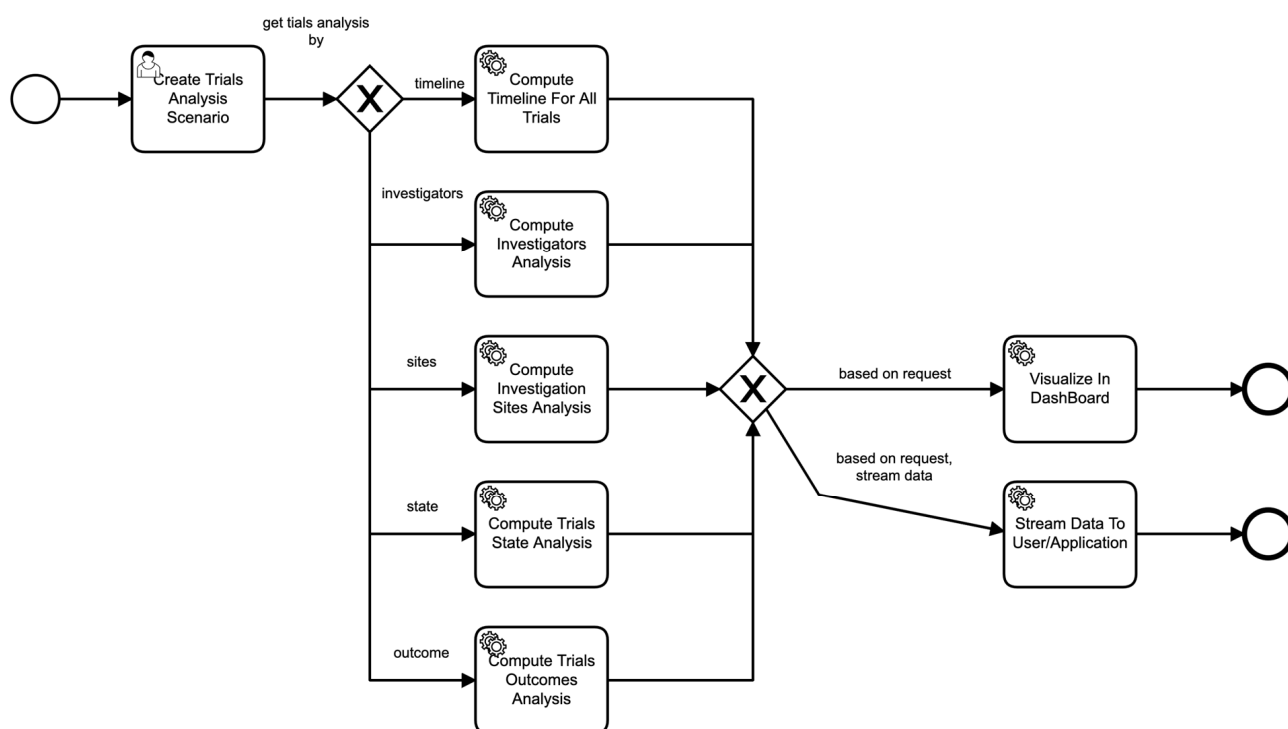 get tials analysis
by
Create Trials
Analysis
Scenario
timeline
Compute
Timeline For All
Trials
investigators
Compute
Investigators
Analysis
sites
Compute
Investigation
Sites Analysis
based on request
Visualize In
DashBoard
based on request,
stream data
state
Compute Trials
State Analysis
Stream Data To
User/Application
outcome
Compute Trials
Outcomes
Analysis